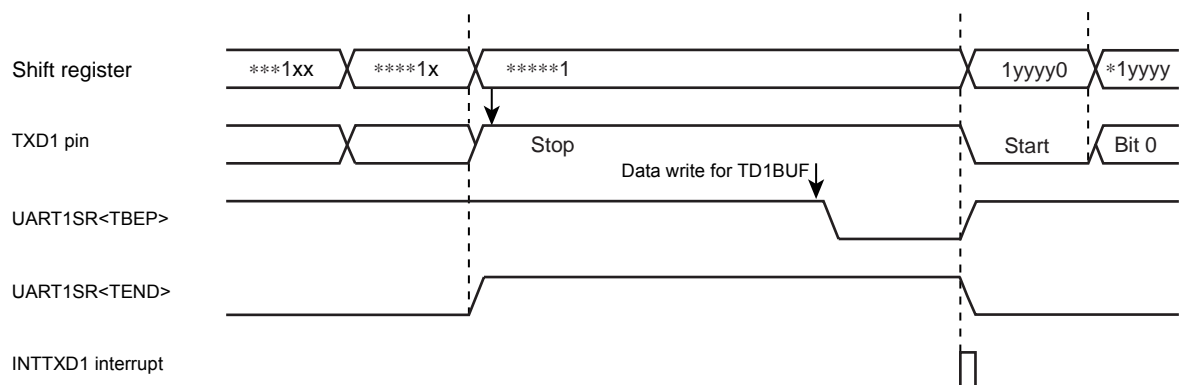 Shift register ***1xx ****1x *****1 1yyyy0 *1yyyy
TXD1 pin Stop Start Bit 0
Data write for TD1BUF
UART1SR<TBEP>
UART1SR<TEND>
INTTXD1 interrupt